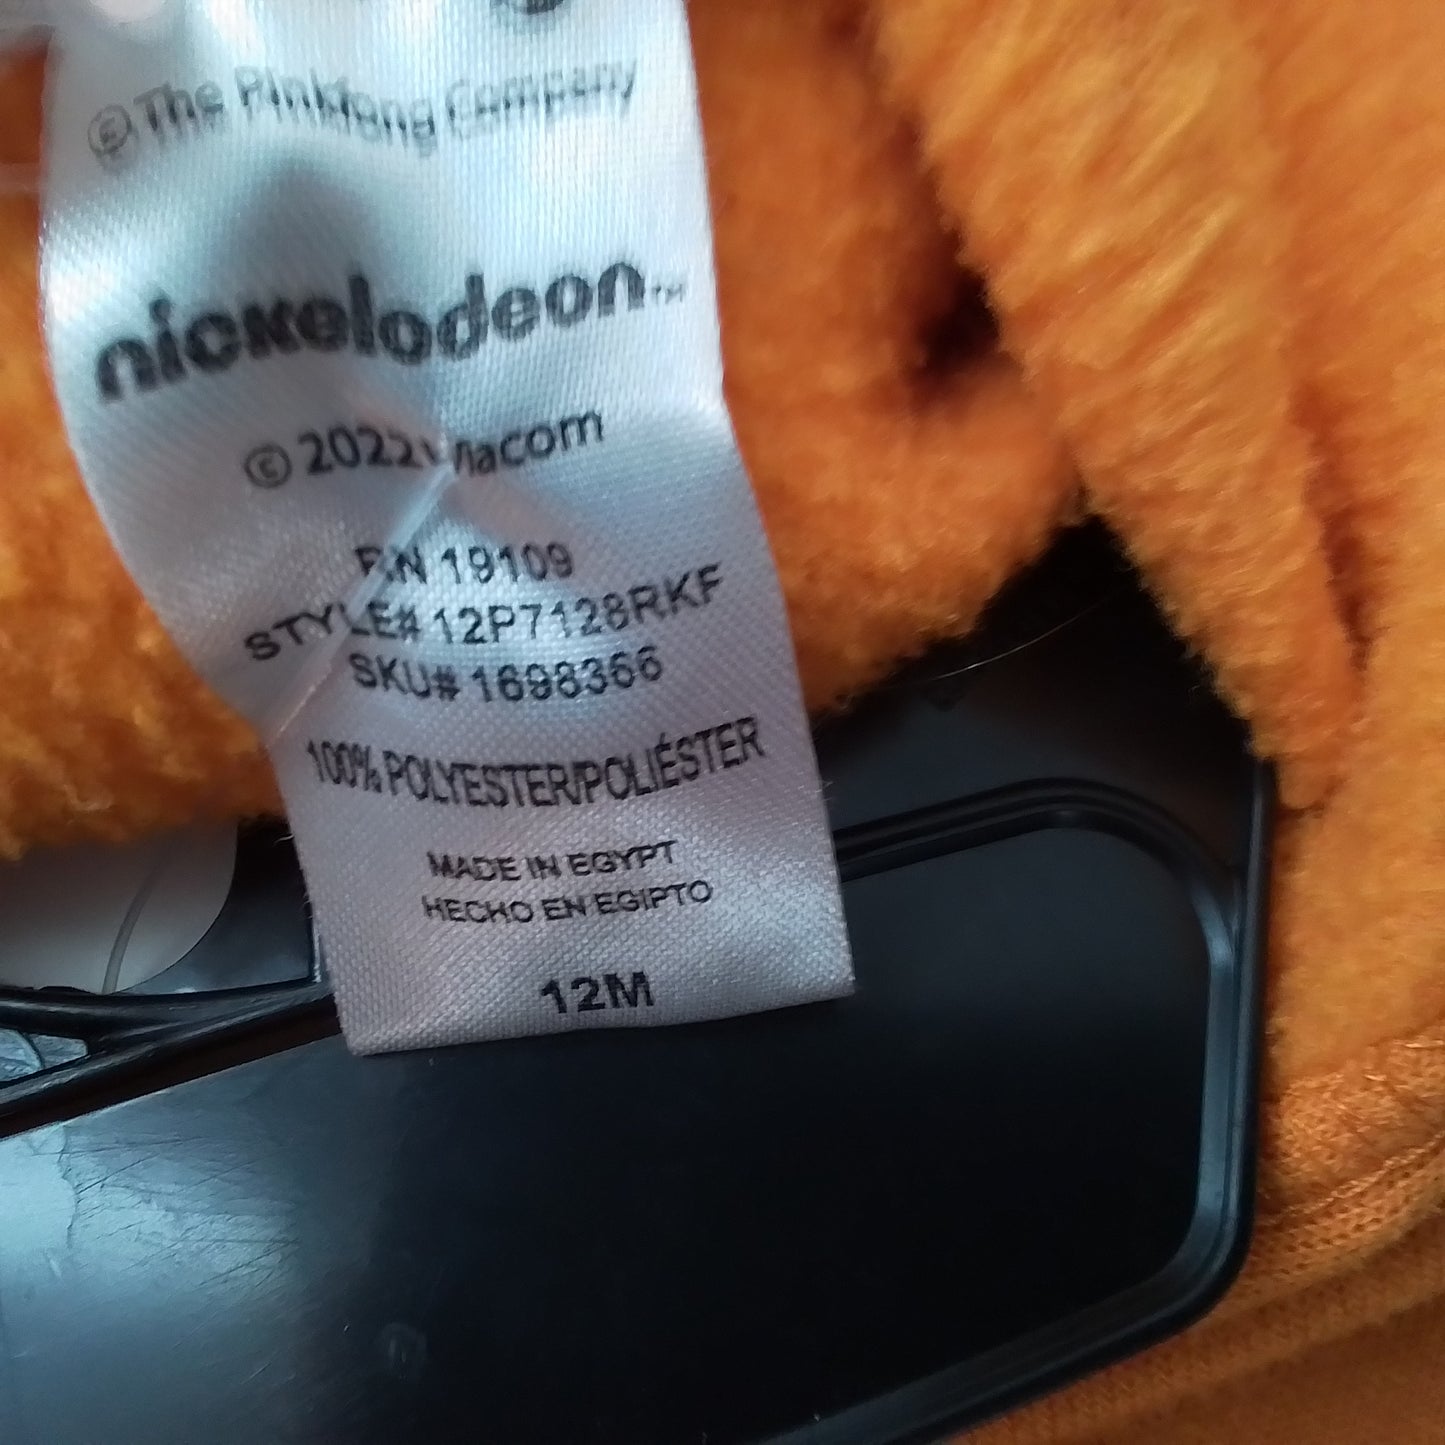 © The Pinkfong Company
nickelodeon™
© 2022 Viacom
RN 19109
STYLE# 12P7128RKF
SKU# 1698366
100% POLYESTER/POLIÉSTER
MADE IN EGYPT
HECHO EN EGIPTO
12M